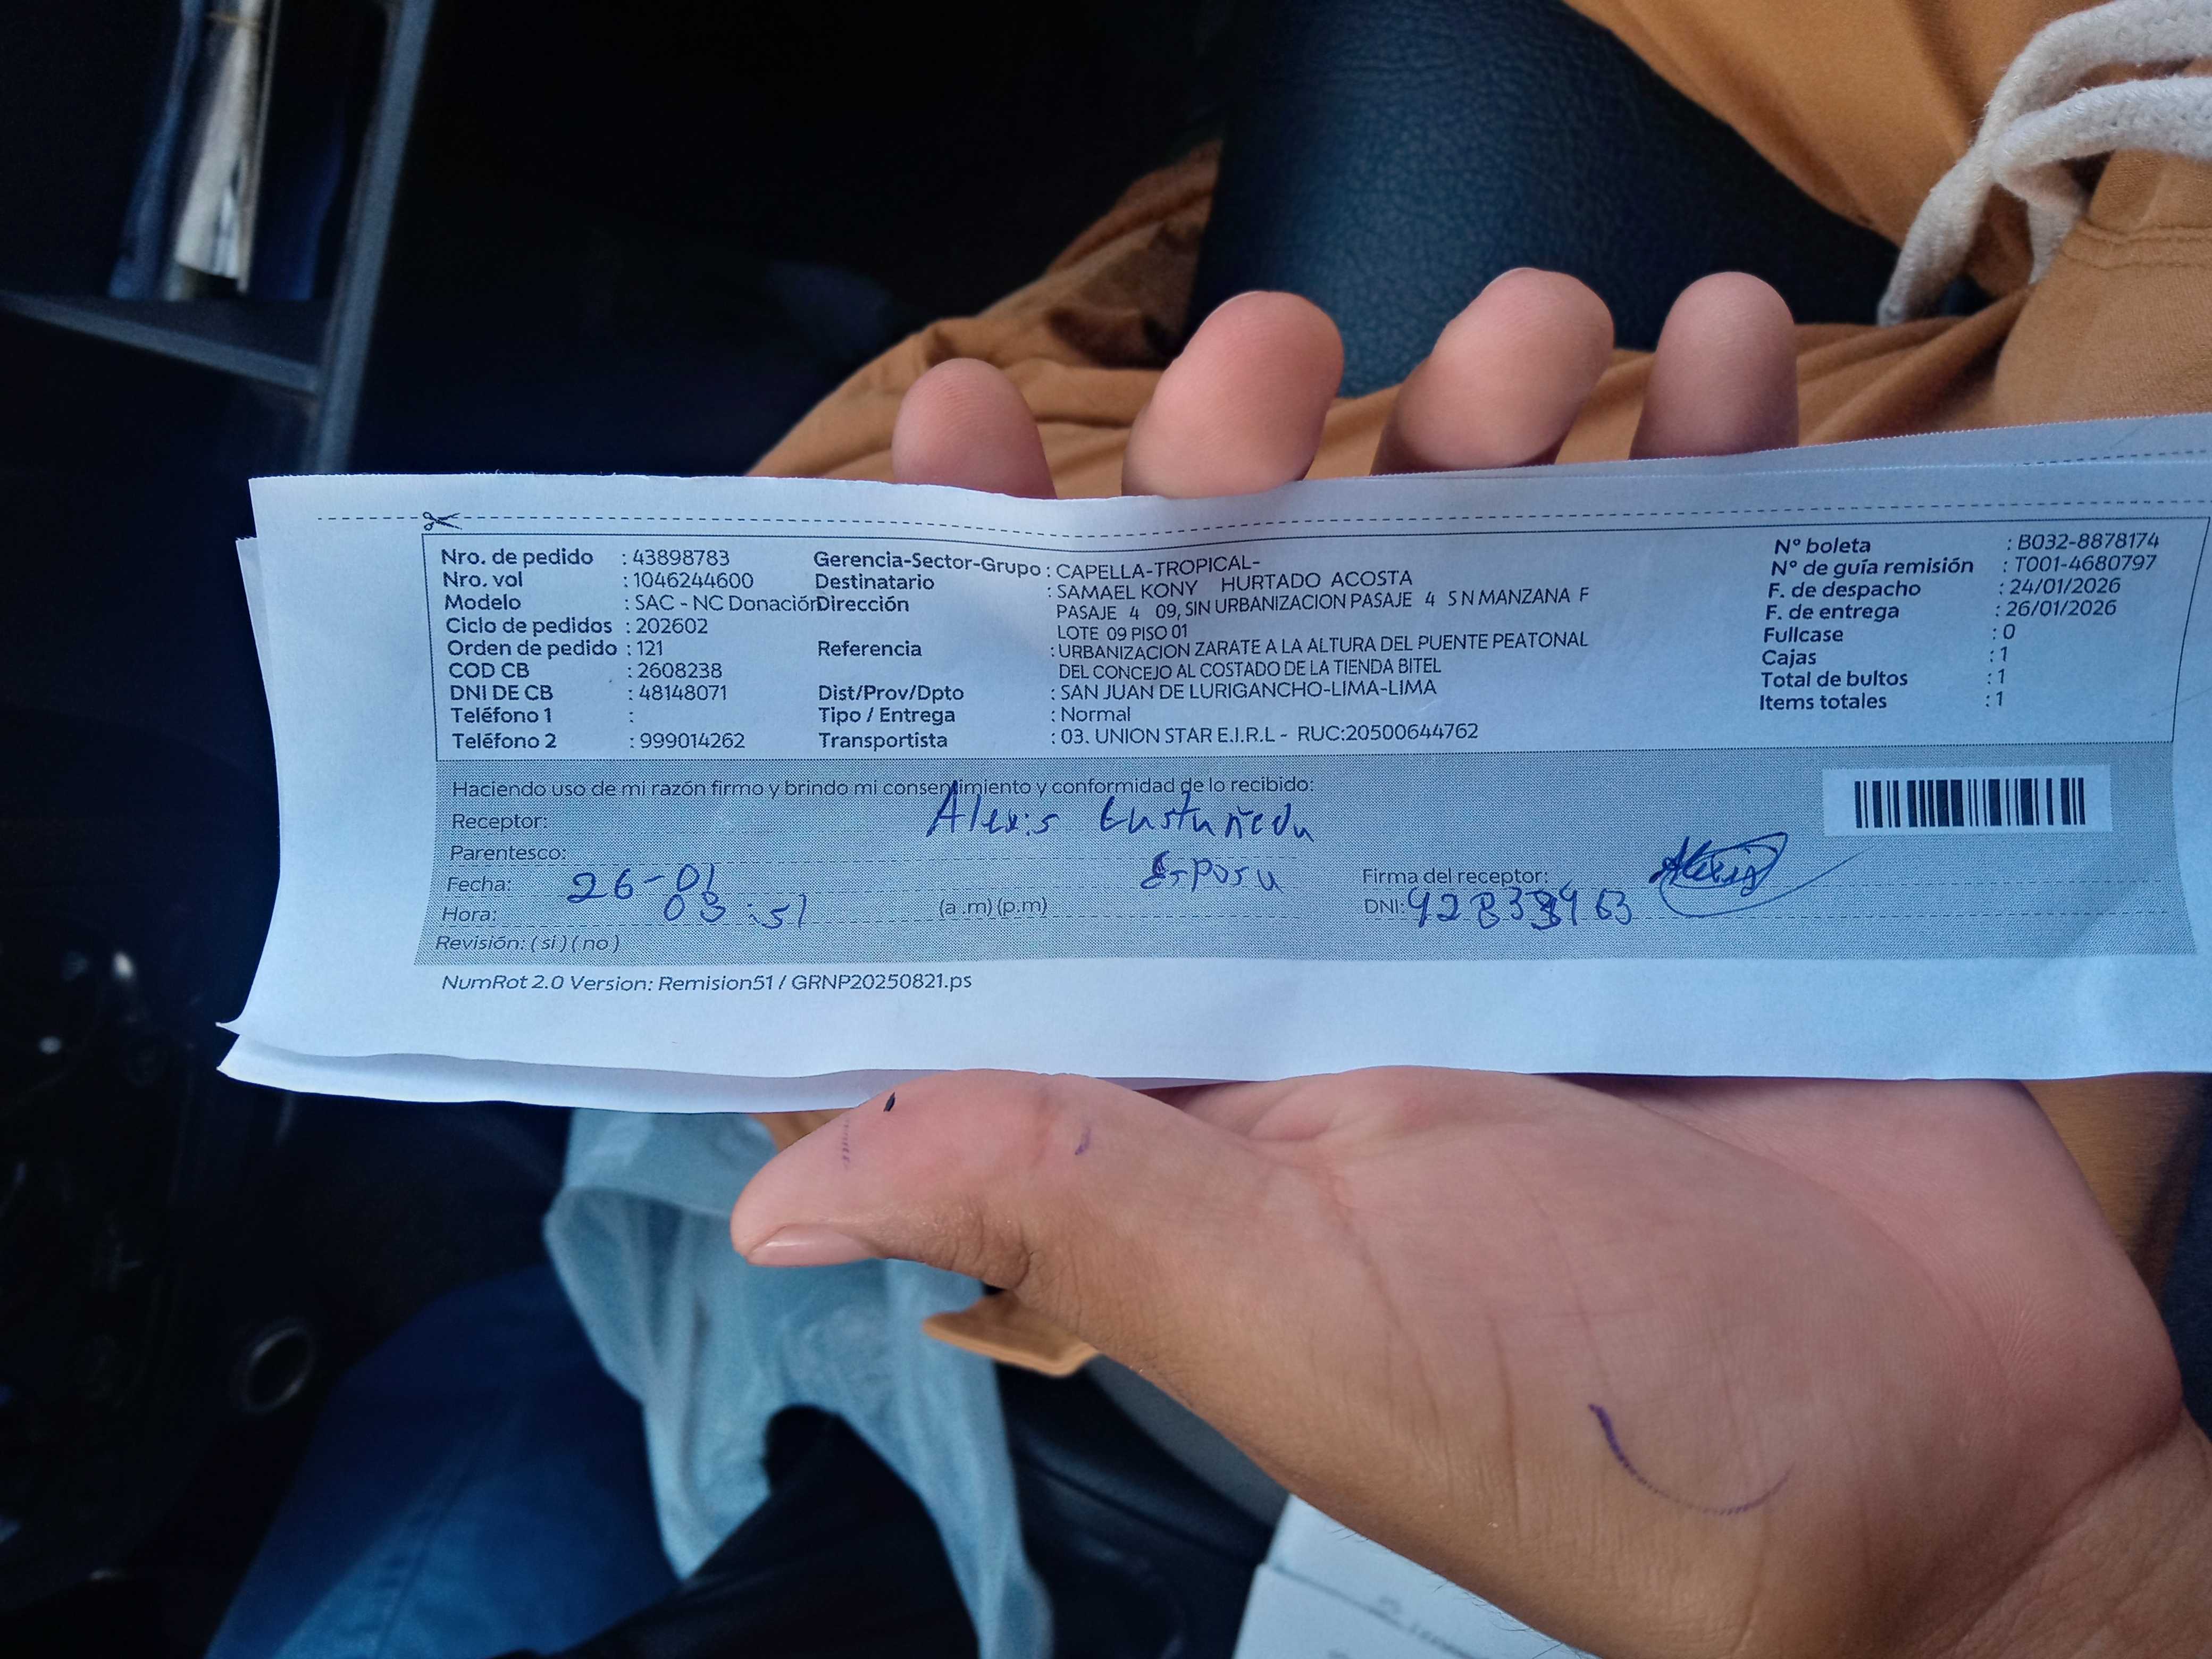 Nro. de pedido : 43898783
Nro. vol : 1046244600
Modelo : SAC - NC Donación
Ciclo de pedidos : 202602
Orden de pedido : 121
COD CB : 2608238
DNI DE CB : 48148071
Teléfono 1 :
Teléfono 2 : 999014262
Gerencia-Sector-Grupo : CAPELLA-TROPICAL-
Destinatario : SAMAEL KONY HURTADO ACOSTA
Dirección PASAJE 4 09, SIN URBANIZACION PASAJE 4 S N MANZANA F
LOTE 09 PISO 01
Referencia : URBANIZACION ZARATE A LA ALTURA DEL PUENTE PEATONAL
DEL CONCEJO AL COSTADO DE LA TIENDA BITEL
Dist/Prov/Dpto : SAN JUAN DE LURIGANCHO-LIMA-LIMA
Tipo / Entrega : Normal
Transportista : 03. UNION STAR E.I.R.L - RUC:20500644762
N° boleta : B032-8878174
N° de guía remisión : T001-4680797
F. de despacho : 24/01/2026
F. de entrega : 26/01/2026
Fullcase : 0
Cajas : 1
Total de bultos : 1
Items totales : 1
Haciendo uso de mi razón firmo y brindo mi consentimiento y conformidad de lo recibido:
Receptor: Alexis Castañeda
Parentesco: Esposa
Fecha: 26-01
Hora: 03:51 (a .m) (p.m)
Firma del receptor: Alexis
DNI:
Revisión: ( si ) ( no )
NumRot 2.0 Version: Remision51 / GRNP20250821.ps